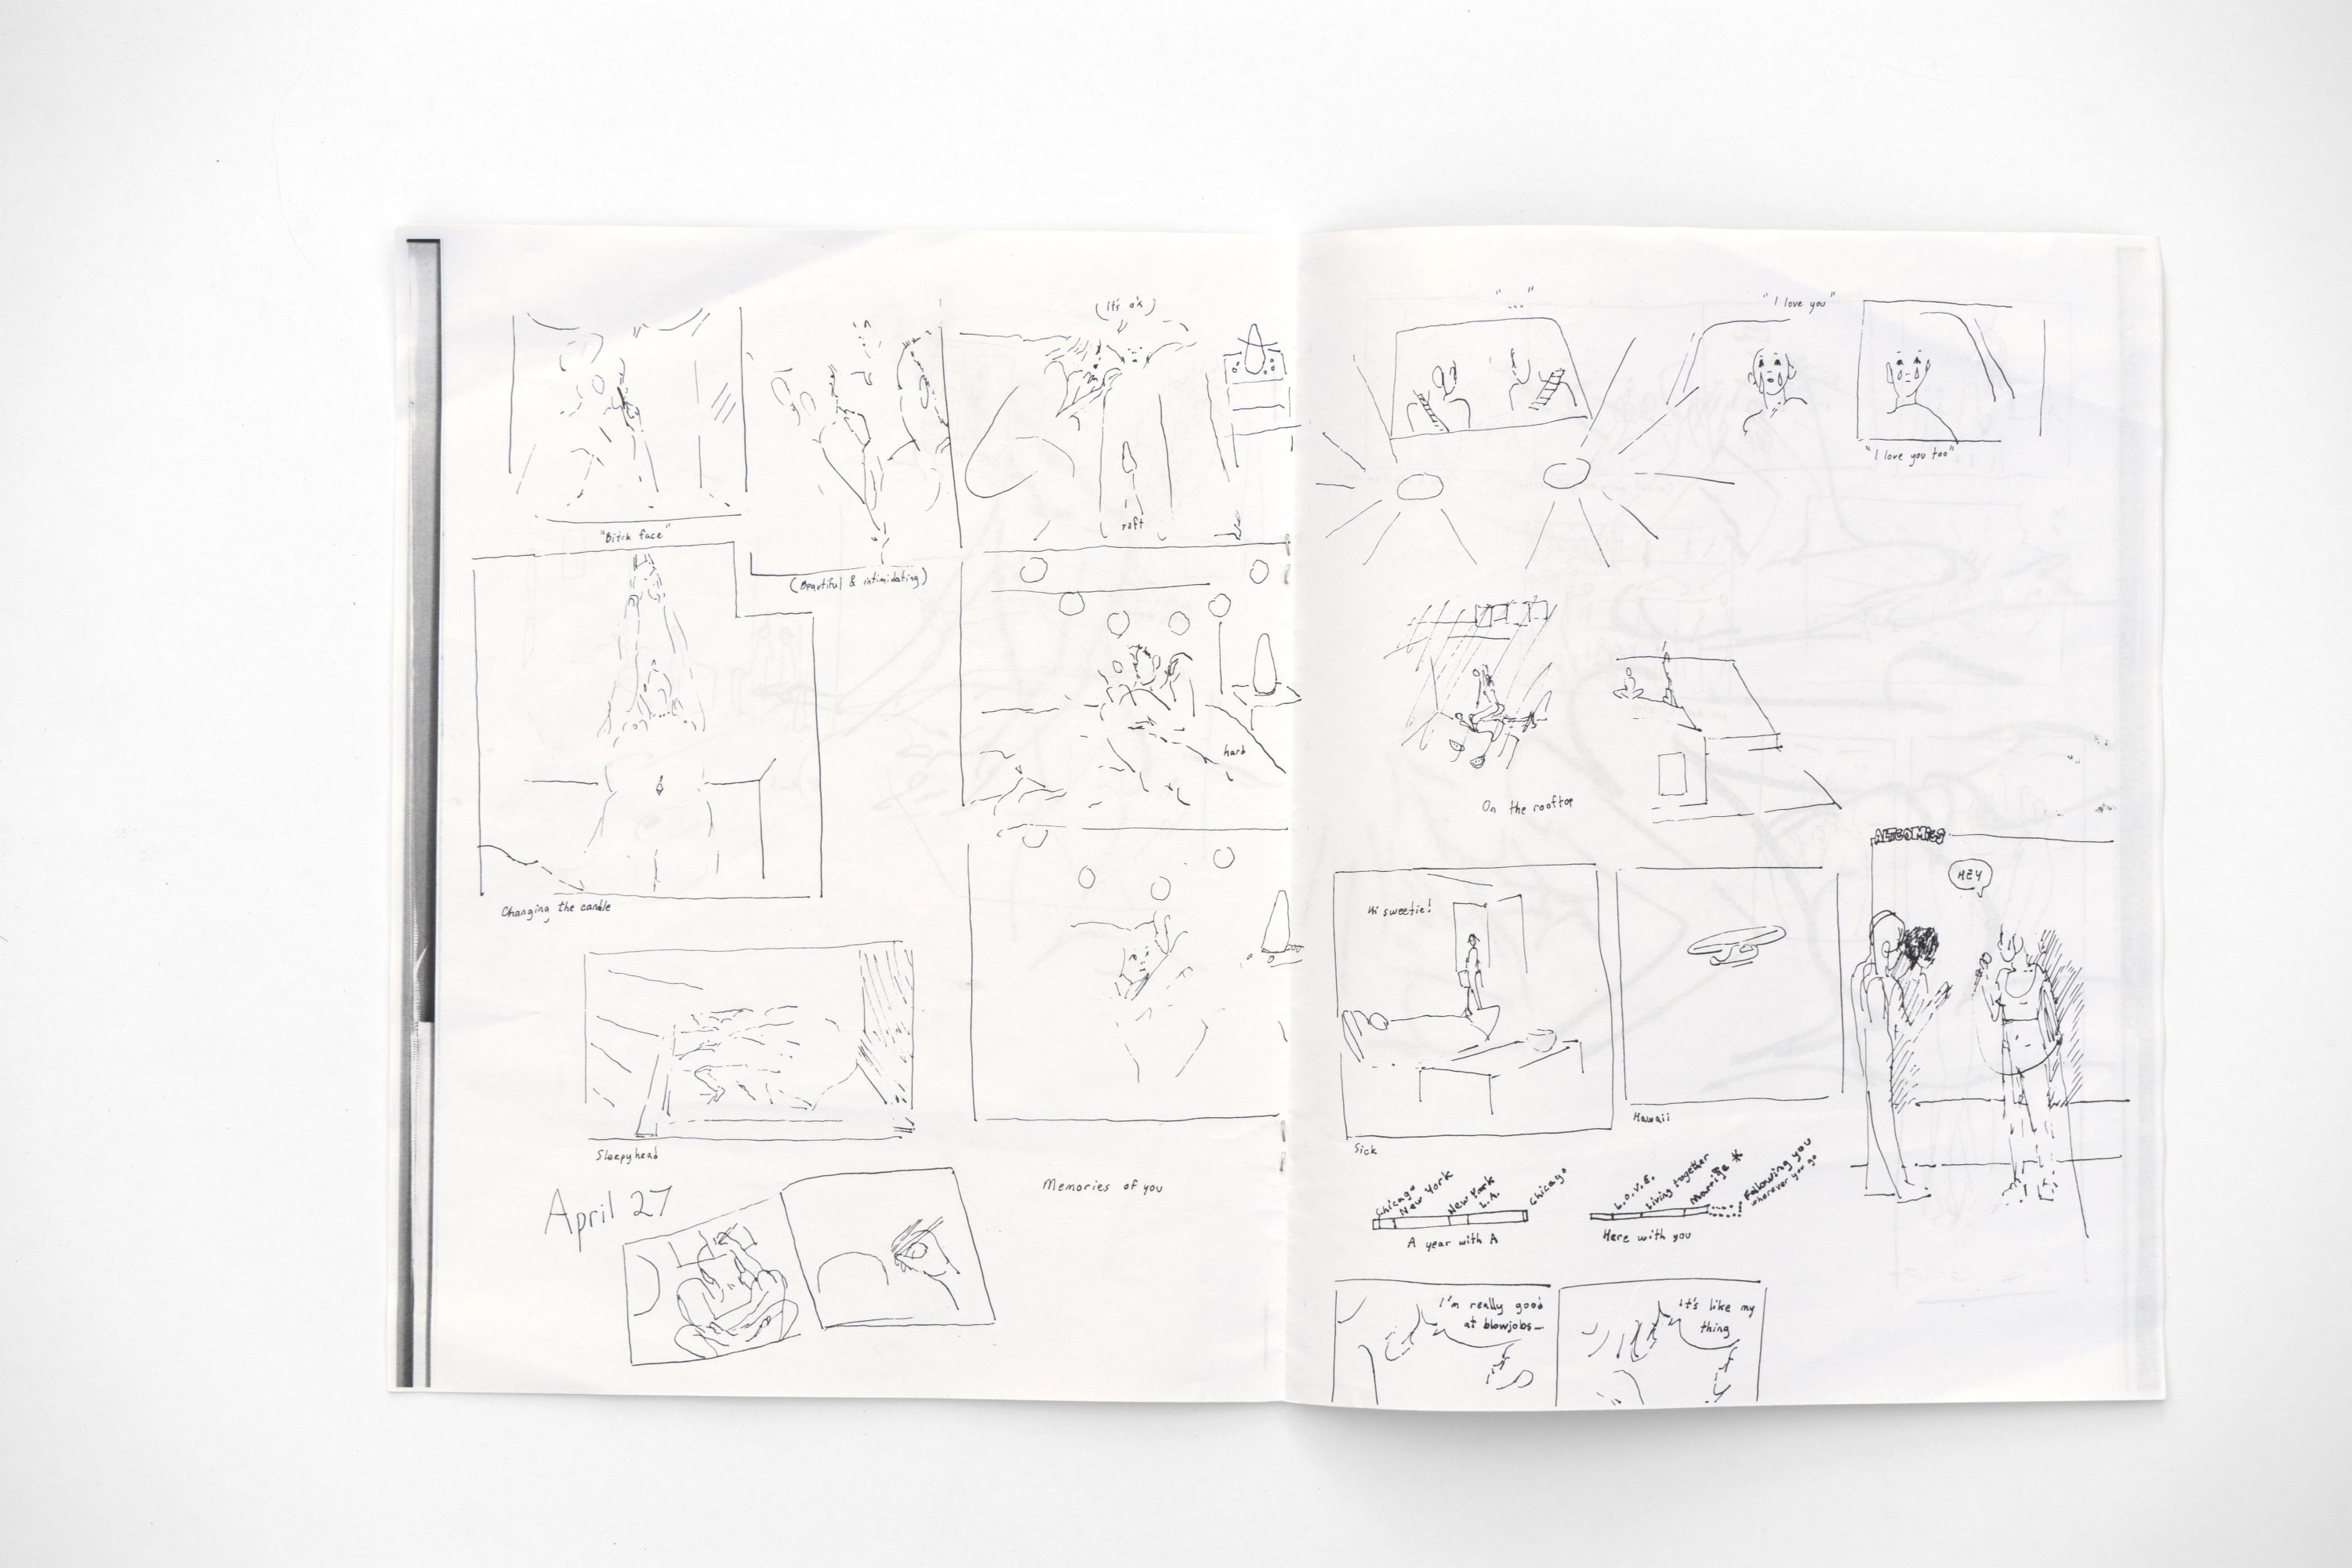 "Bitch face"
(Beautiful & intimidating)
(It's ok)
soft
Changing the candle
hard
Sleepyhead
April 27
Memories of you
"..."
"I love you"
"I love you too"
On the rooftop
ALTCOMICS
HEY
Hi sweetie!
Sick
Hawaii
Chicago
New York
New York
L.A.
Chicago
A year with A
L.O.V.E.
Living together
Marriage *
Following you
wherever you go
Here with you
I'm really good
at blowjobs—
It's like my
thing